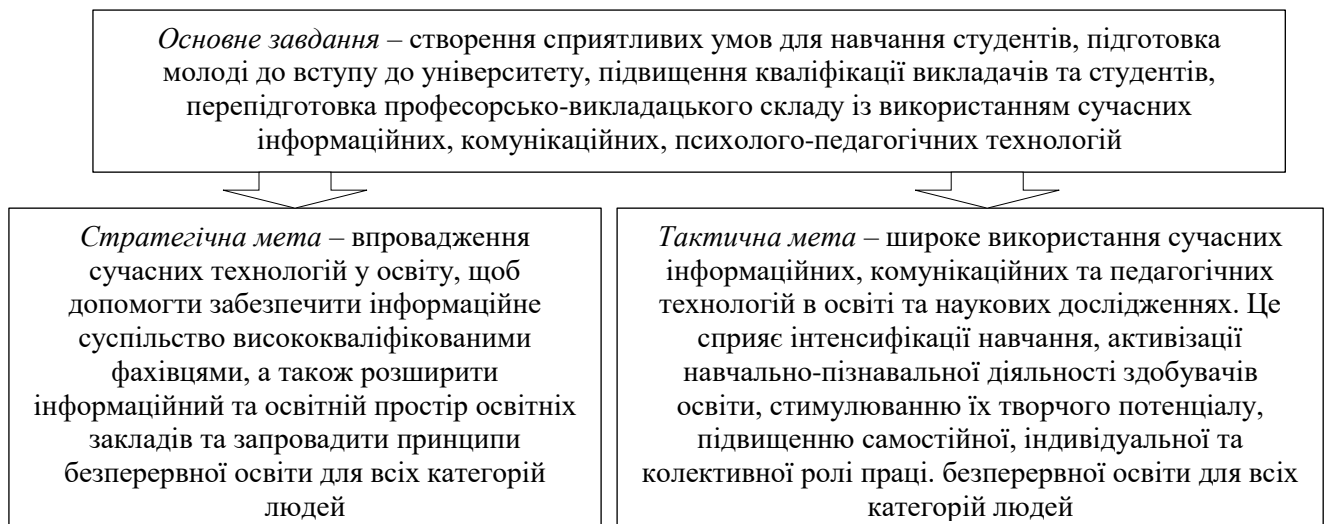 Основне завдання – створення сприятливих умов для навчання студентів, підготовка
молоді до вступу до університету, підвищення кваліфікації викладачів та студентів,
перепідготовка професорсько-викладацького складу із використанням сучасних
інформаційних, комунікаційних, психолого-педагогічних технологій
Стратегічна мета – впровадження
сучасних технологій у освіту, щоб
допомогти забезпечити інформаційне
суспільство висококваліфікованими
фахівцями, а також розширити
інформаційний та освітній простір освітніх
закладів та запровадити принципи
безперервної освіти для всіх категорій
людей
Тактична мета – широке використання сучасних
інформаційних, комунікаційних та педагогічних
технологій в освіті та наукових дослідженнях. Це
сприяє інтенсифікації навчання, активізації
навчально-пізнавальної діяльності здобувачів
освіти, стимулюванню їх творчого потенціалу,
підвищенню самостійної, індивідуальної та
колективної ролі праці. безперервної освіти для всіх
категорій людей